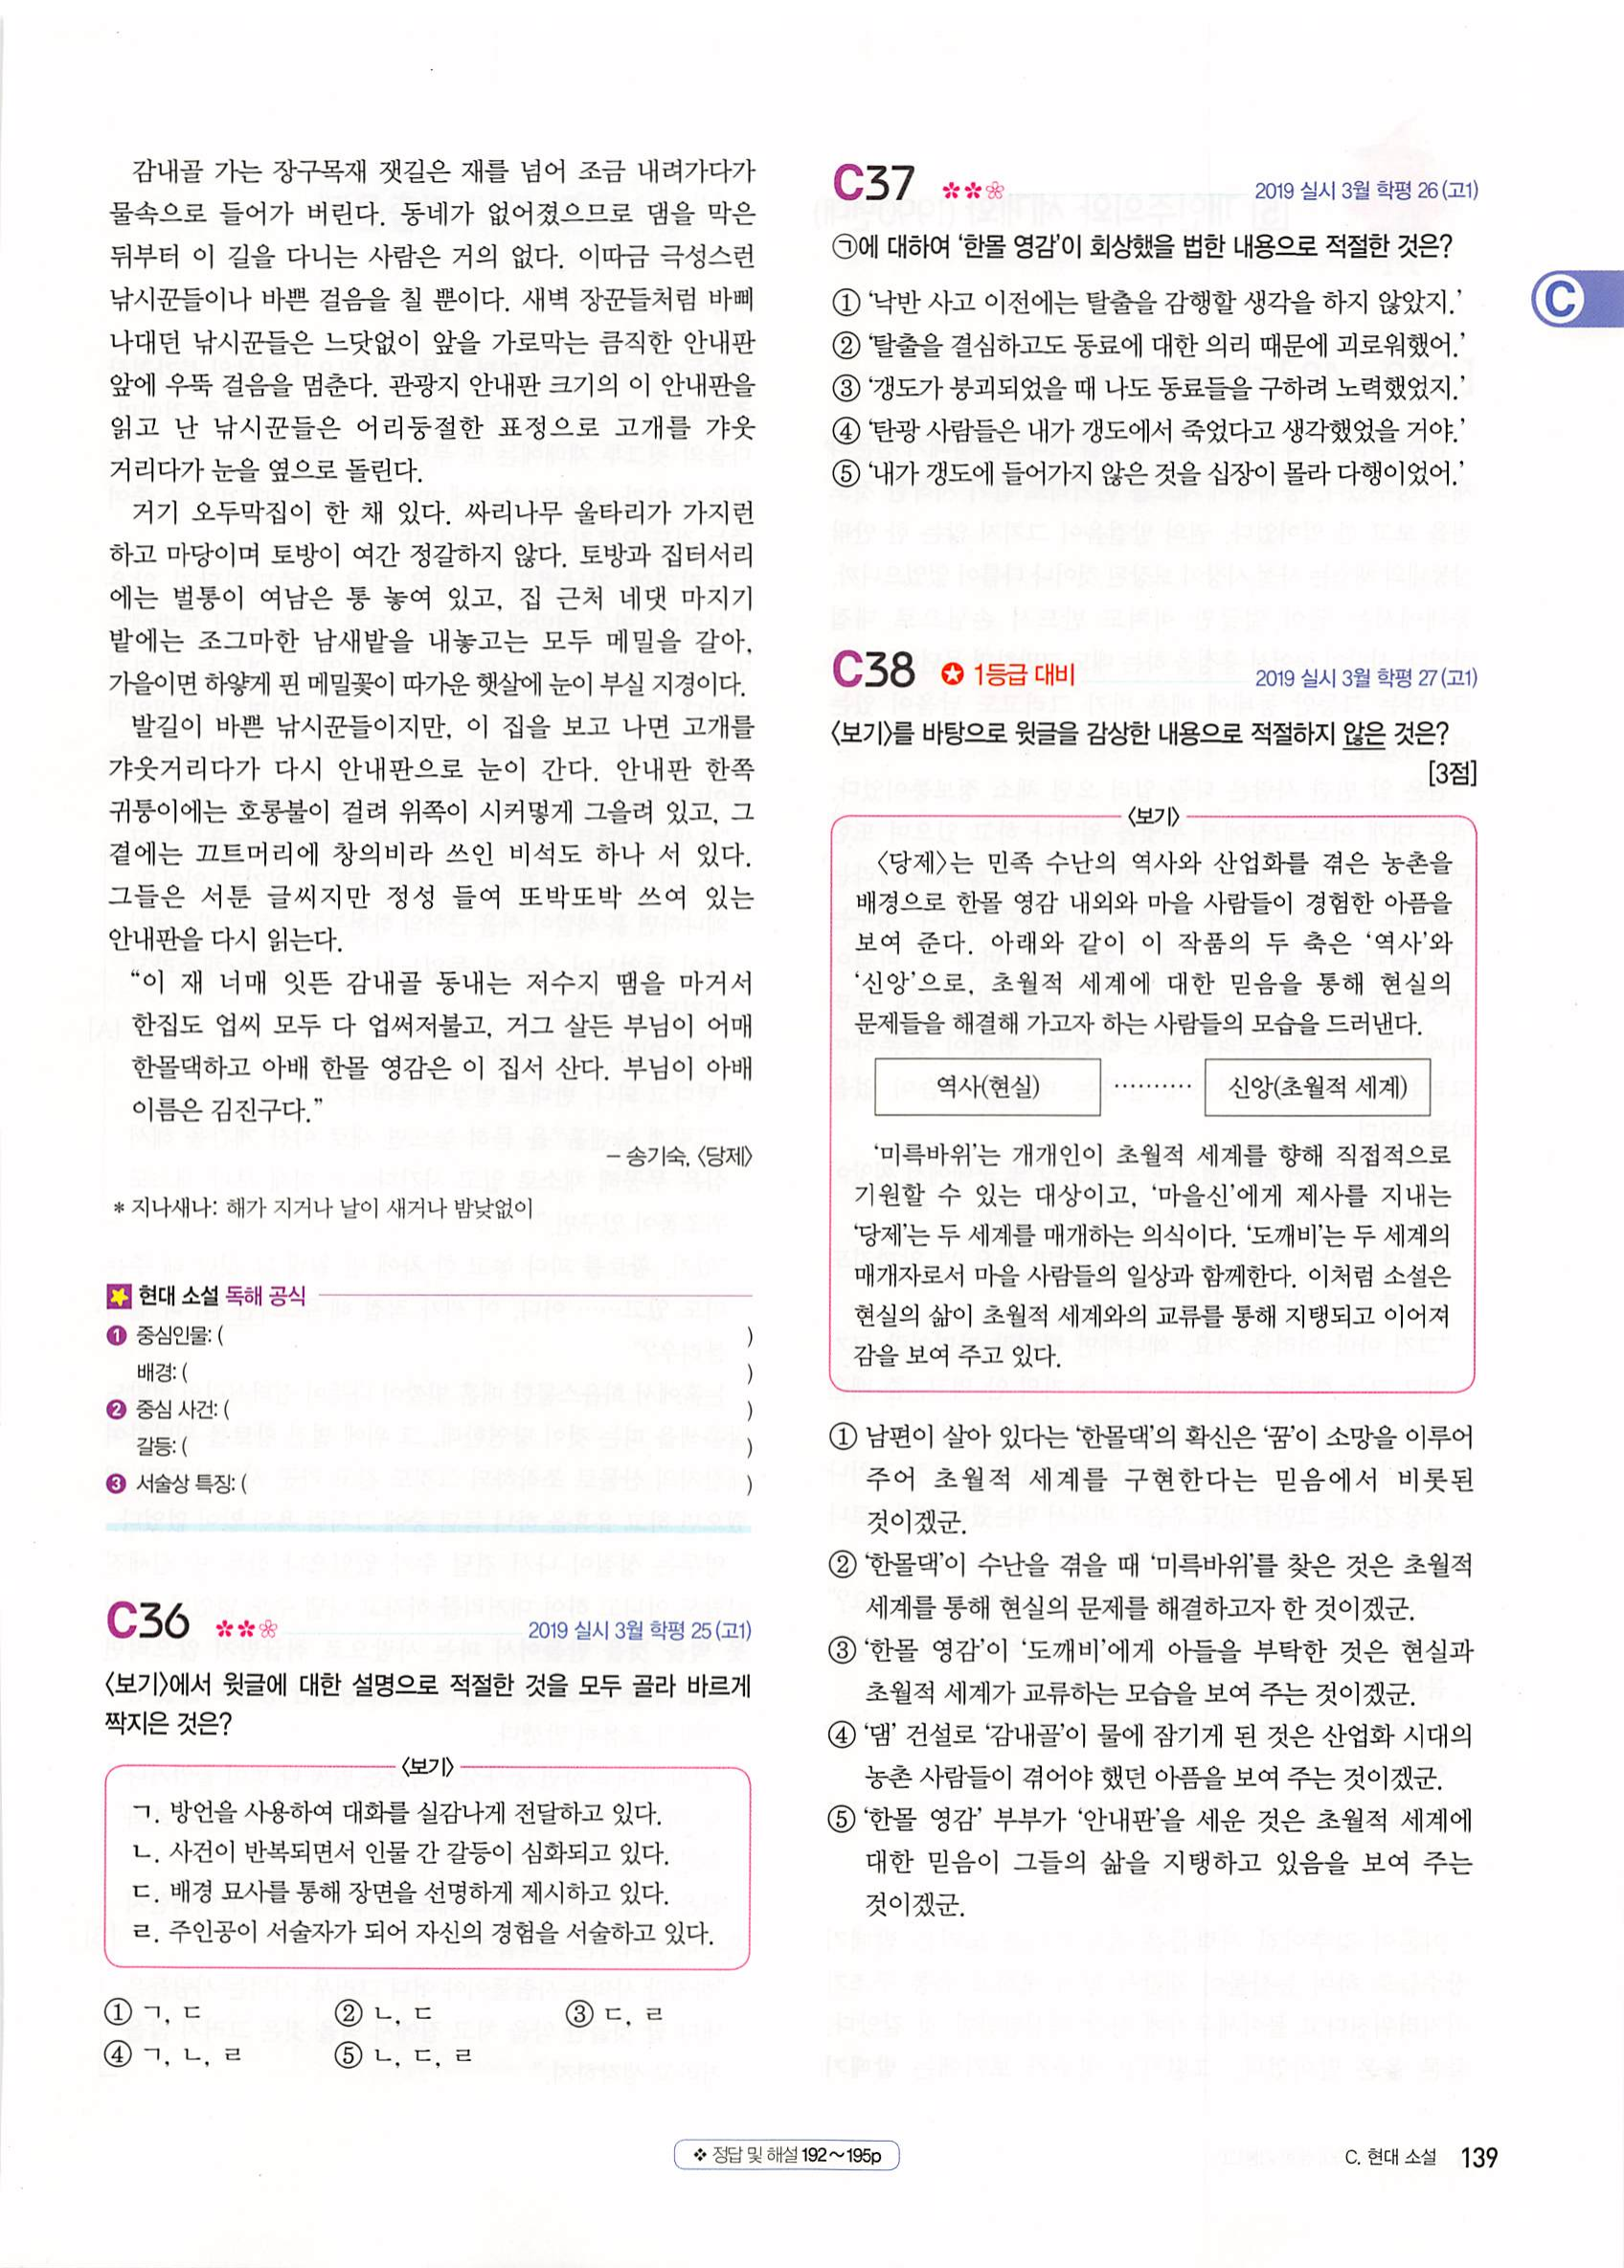 감내골 가는 장구목재 잿길은 재를 넘어 조금 내려가다가
물속으로 들어가 버린다. 동네가 없어졌으므로 댐을 막은
뒤부터 이 길을 다니는 사람은 거의 없다. 이따금 극성스런
낚시꾼들이나 바쁜 걸음을 칠 뿐이다. 새벽 장꾼들처럼 바삐
나대던 낚시꾼들은 느닷없이 앞을 가로막는 큼직한 안내판
앞에 우뚝 걸음을 멈춘다. 관광지 안내판 크기의 이 안내판을
읽고 난 낚시꾼들은 어리둥절한 표정으로 고개를 갸웃
거리다가 눈을 옆으로 돌린다.
거기 오두막집이 한 채 있다. 싸리나무 울타리가 가지런
하고 마당이며 토방이 여간 정갈하지 않다. 토방과 집터서리
에는 벌통이 여남은 통 놓여 있고, 집 근처 네댓 마지기
밭에는 조그마한 남새밭을 내놓고는 모두 메밀을 갈아,
가을이면 하얗게 핀 메밀꽃이 따가운 햇살에 눈이 부실 지경이다.
발길이 바쁜 낚시꾼들이지만, 이 집을 보고 나면 고개를
갸웃거리다가 다시 안내판으로 눈이 간다. 안내판 한쪽
귀퉁이에는 호롱불이 걸려 위쪽이 시커멓게 그을려 있고, 그
곁에는 끄트머리에 창의비라 쓰인 비석도 하나 서 있다.
그들은 서툰 글씨지만 정성 들여 또박또박 쓰여 있는
안내판을 다시 읽는다.
“이 재 너매 잇뜬 감내골 동내는 저수지 땜을 마거서
한집도 업씨 모두 다 업써저불고, 거그 살든 부님이 어매
한몰댁하고 아배 한몰 영감은 이 집서 산다. 부님이 아배
이름은 김진구다.”
– 송기숙, 〈당제〉
* 지나새나: 해가 지거나 날이 새거나 밤낮없이
현대 소설 독해 공식
❶ 중심인물: ( )
배경: ( )
❷ 중심 사건: ( )
갈등: ( )
❸ 서술상 특징: ( )
C36 2019 실시 3월 학평 25(고1)
〈보기〉에서 윗글에 대한 설명으로 적절한 것을 모두 골라 바르게
짝지은 것은?
〈보기〉
ㄱ. 방언을 사용하여 대화를 실감나게 전달하고 있다.
ㄴ. 사건이 반복되면서 인물 간 갈등이 심화되고 있다.
ㄷ. 배경 묘사를 통해 장면을 선명하게 제시하고 있다.
ㄹ. 주인공이 서술자가 되어 자신의 경험을 서술하고 있다.
① ㄱ, ㄷ ② ㄴ, ㄷ ③ ㄷ, ㄹ
④ ㄱ, ㄴ, ㄹ ⑤ ㄴ, ㄷ, ㄹ
C37 2019 실시 3월 학평 26(고1)
㉠에 대하여 ‘한몰 영감’이 회상했을 법한 내용으로 적절한 것은?
① ‘낙반 사고 이전에는 탈출을 감행할 생각을 하지 않았지.’
② ‘탈출을 결심하고도 동료에 대한 의리 때문에 괴로워했어.’
③ ‘갱도가 붕괴되었을 때 나도 동료들을 구하려 노력했었지.’
④ ‘탄광 사람들은 내가 갱도에서 죽었다고 생각했었을 거야.’
⑤ ‘내가 갱도에 들어가지 않은 것을 십장이 몰라 다행이었어.’
C38 1등급 대비 2019 실시 3월 학평 27(고1)
〈보기〉를 바탕으로 윗글을 감상한 내용으로 적절하지 않은 것은?
[3점]
〈보기〉
〈당제〉는 민족 수난의 역사와 산업화를 겪은 농촌을
배경으로 한몰 영감 내외와 마을 사람들이 경험한 아픔을
보여 준다. 아래와 같이 이 작품의 두 축은 ‘역사’와
‘신앙’으로, 초월적 세계에 대한 믿음을 통해 현실의
문제들을 해결해 가고자 하는 사람들의 모습을 드러낸다.
역사(현실) ·········· 신앙(초월적 세계)
‘미륵바위’는 개개인이 초월적 세계를 향해 직접적으로
기원할 수 있는 대상이고, ‘마을신’에게 제사를 지내는
‘당제’는 두 세계를 매개하는 의식이다. ‘도깨비’는 두 세계의
매개자로서 마을 사람들의 일상과 함께한다. 이처럼 소설은
현실의 삶이 초월적 세계와의 교류를 통해 지탱되고 이어져
감을 보여 주고 있다.
① 남편이 살아 있다는 ‘한몰댁’의 확신은 ‘꿈’이 소망을 이루어
주어 초월적 세계를 구현한다는 믿음에서 비롯된
것이겠군.
② ‘한몰댁’이 수난을 겪을 때 ‘미륵바위’를 찾은 것은 초월적
세계를 통해 현실의 문제를 해결하고자 한 것이겠군.
③ ‘한몰 영감’이 ‘도깨비’에게 아들을 부탁한 것은 현실과
초월적 세계가 교류하는 모습을 보여 주는 것이겠군.
④ ‘댐’ 건설로 ‘감내골’이 물에 잠기게 된 것은 산업화 시대의
농촌 사람들이 겪어야 했던 아픔을 보여 주는 것이겠군.
⑤ ‘한몰 영감’ 부부가 ‘안내판’을 세운 것은 초월적 세계에
대한 믿음이 그들의 삶을 지탱하고 있음을 보여 주는
것이겠군.
C
❖ 정답 및 해설 192~195p
C. 현대 소설 139